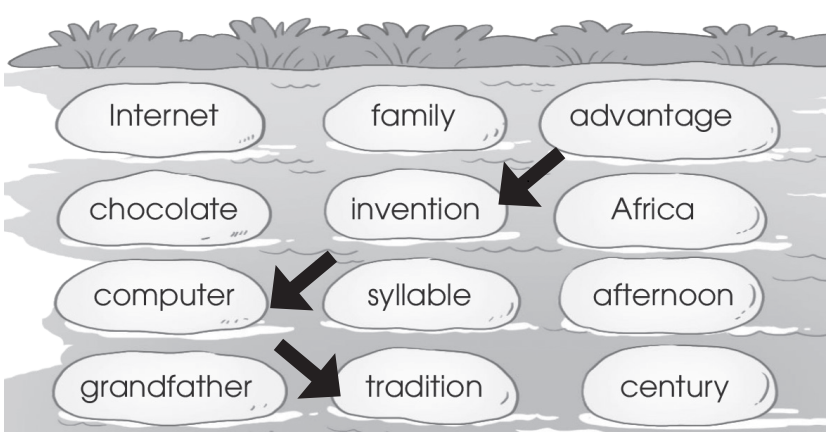 Internet family advantage
chocolate invention Africa
computer syllable afternoon
grandfather tradition century